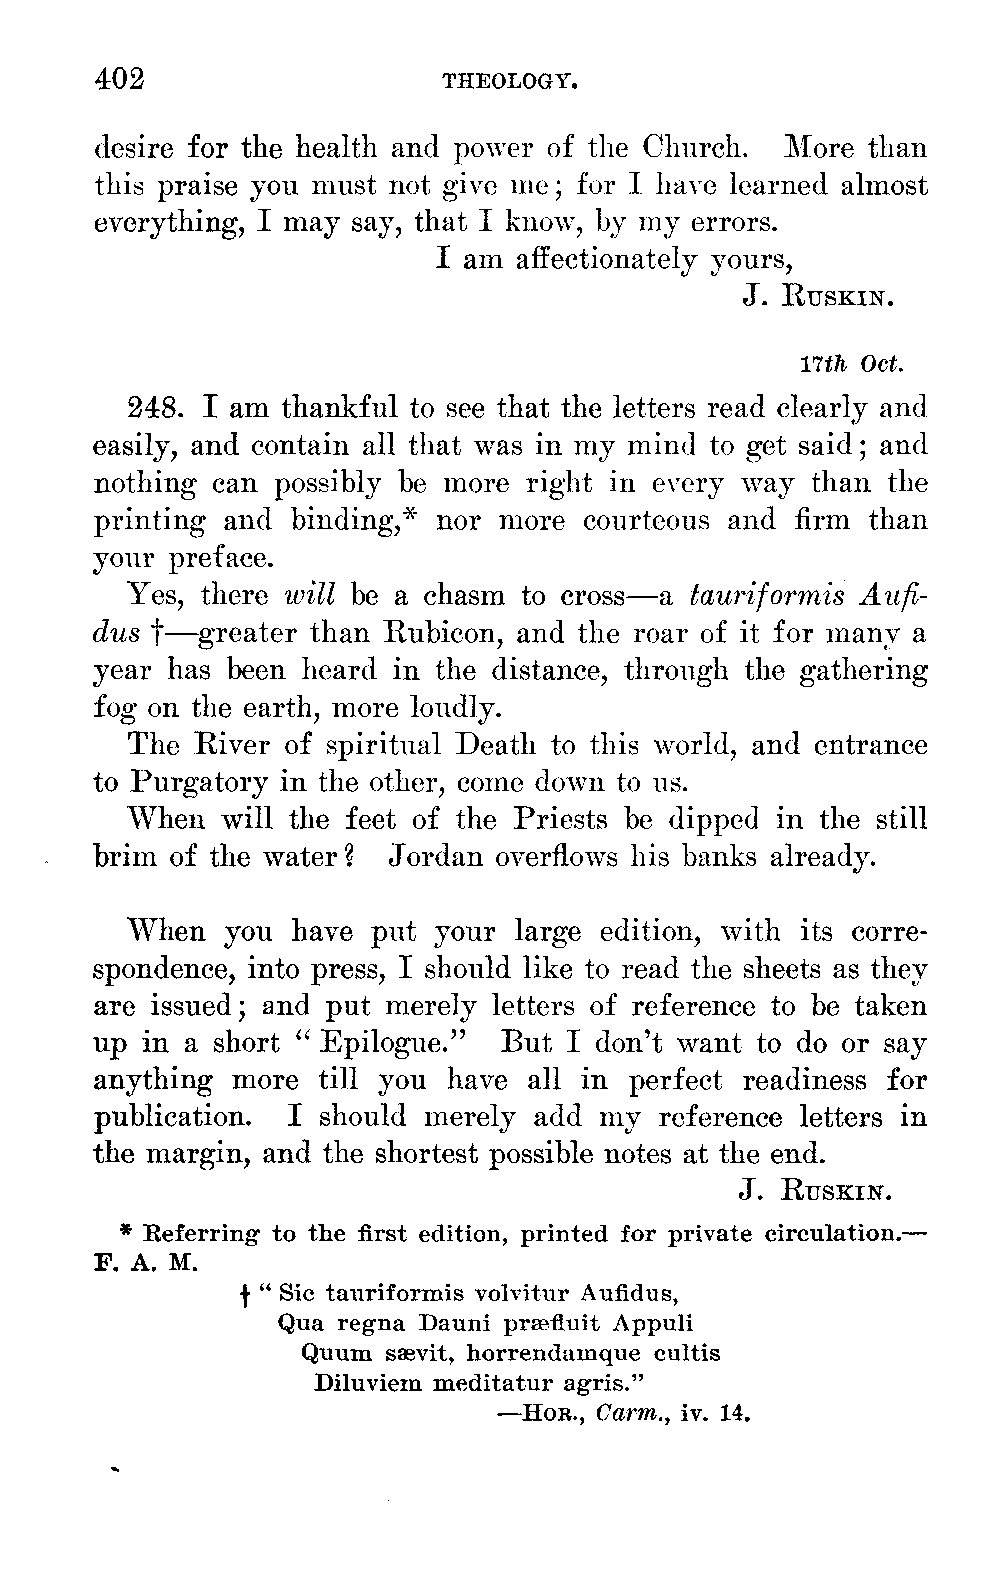 402 THEOLOGY.
desire for the health and power of the Church. More than
this praise you must not give me; for I have learned almost
everything, I may say, that I know, by my errors.
I am affectionately yours,
J. RUSKIN.
17th Oct.
248. I am thankful to see that the letters read clearly and
easily, and contain all that was in my mind to get said; and
nothing can possibly be more right in every way than the
printing and binding,* nor more courteous and firm than
your preface.
Yes, there will be a chasm to cross—a tauriformis Aufi-
dus †—greater than Rubicon, and the roar of it for many a
year has been heard in the distance, through the gathering
fog on the earth, more loudly.
The River of spiritual Death to this world, and entrance
to Purgatory in the other, come down to us.
When will the feet of the Priests be dipped in the still
brim of the water? Jordan overflows his banks already.
When you have put your large edition, with its corre-
spondence, into press, I should like to read the sheets as they
are issued; and put merely letters of reference to be taken
up in a short “Epilogue.” But I don’t want to do or say
anything more till you have all in perfect readiness for
publication. I should merely add my reference letters in
the margin, and the shortest possible notes at the end.
J. RUSKIN.
* Referring to the first edition, printed for private circulation.—
F. A. M.
† “Sic tauriformis volvitur Aufidus,
Qua regna Dauni præfluit Appuli
Quum sævit, horrendamque cultis
Diluviem meditatur agris.”
—HOR., Carm., iv. 14.